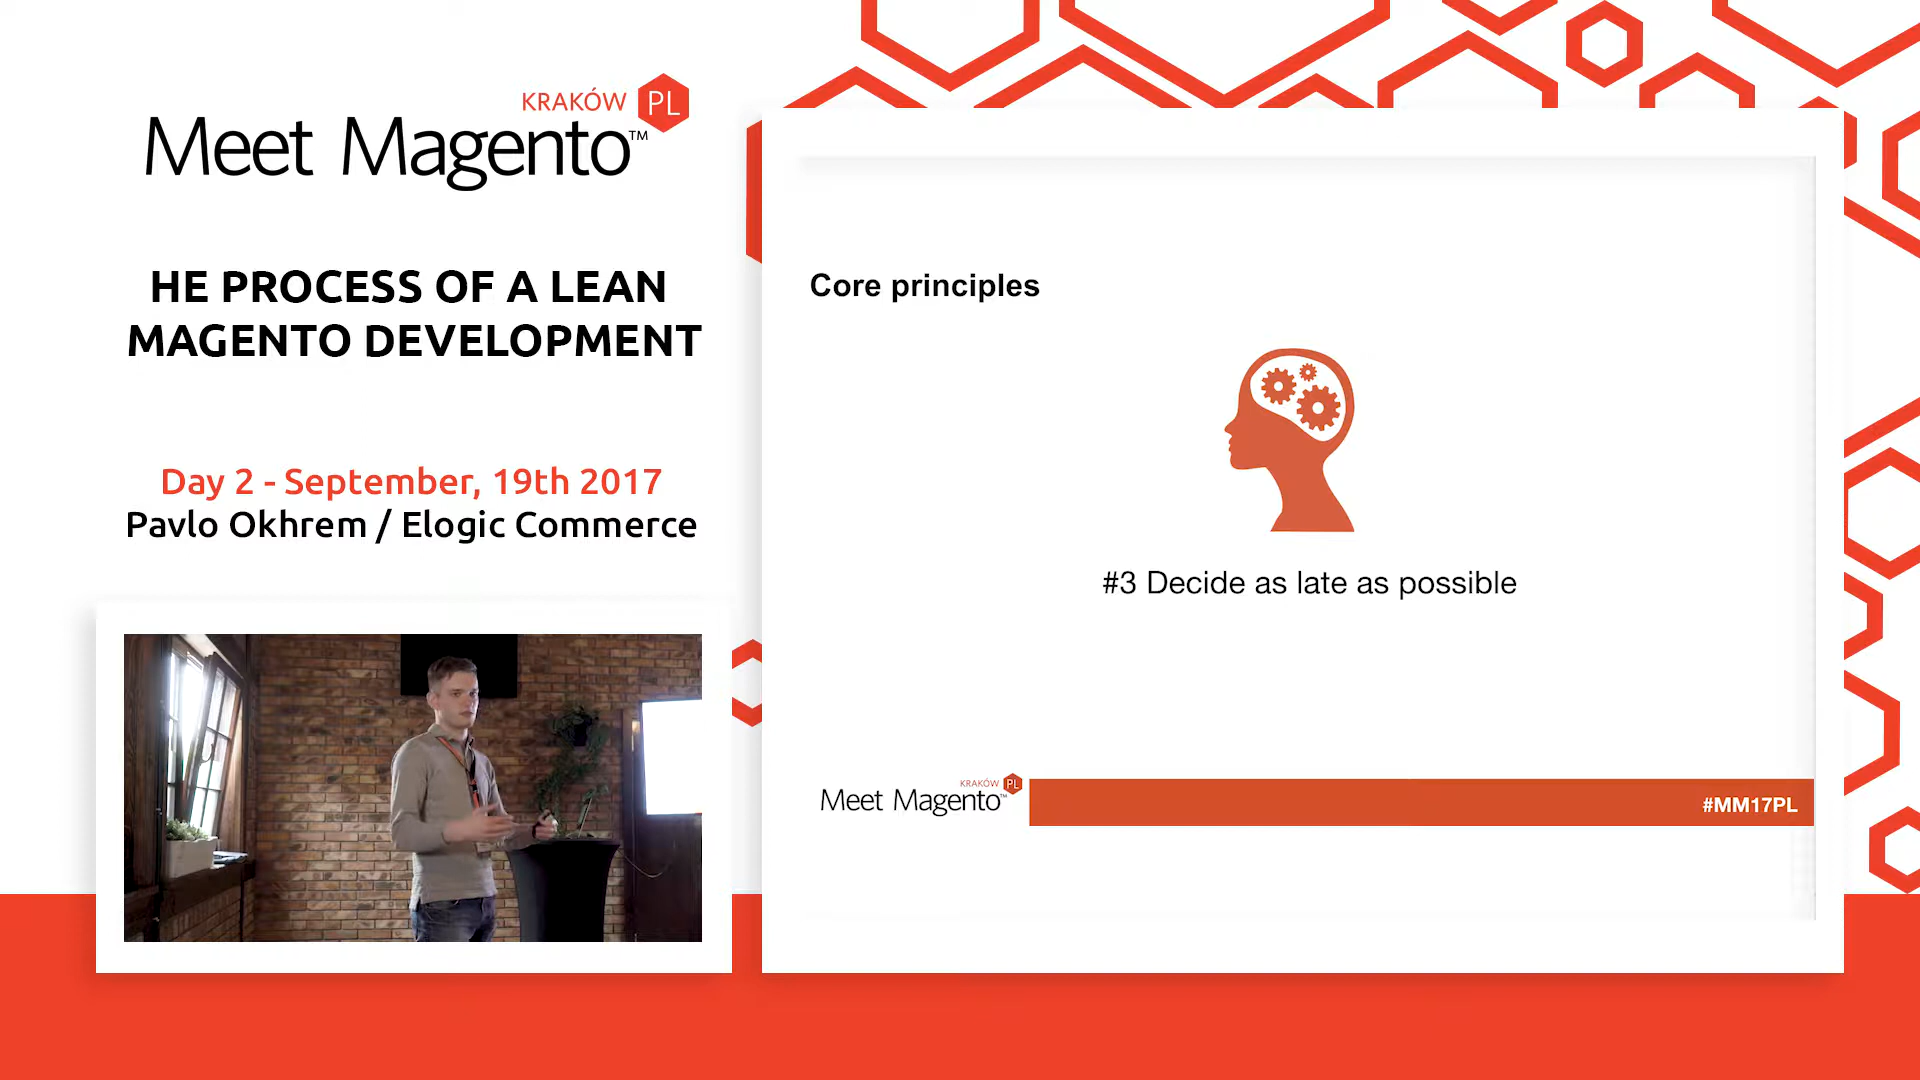 KRAKÓW PL
Meet Magento™
HE PROCESS OF A LEAN
MAGENTO DEVELOPMENT
Day 2 - September, 19th 2017
Pavlo Okhrem / Elogic Commerce
Core principles
#3 Decide as late as possible
KRAKÓW PL
Meet Magento™
#MM17PL